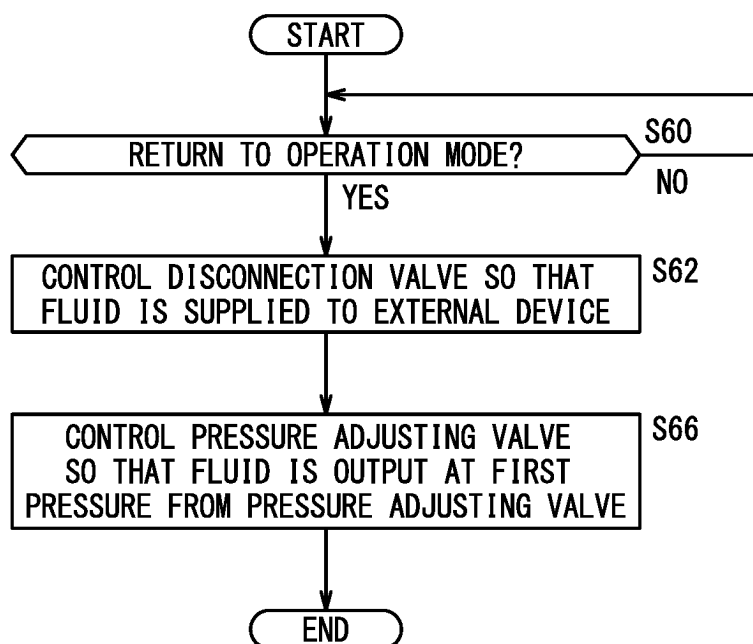 START
RETURN TO OPERATION MODE?
S60
NO
YES
CONTROL DISCONNECTION VALVE SO THAT
FLUID IS SUPPLIED TO EXTERNAL DEVICE
S62
CONTROL PRESSURE ADJUSTING VALVE
SO THAT FLUID IS OUTPUT AT FIRST
PRESSURE FROM PRESSURE ADJUSTING VALVE
S66
END